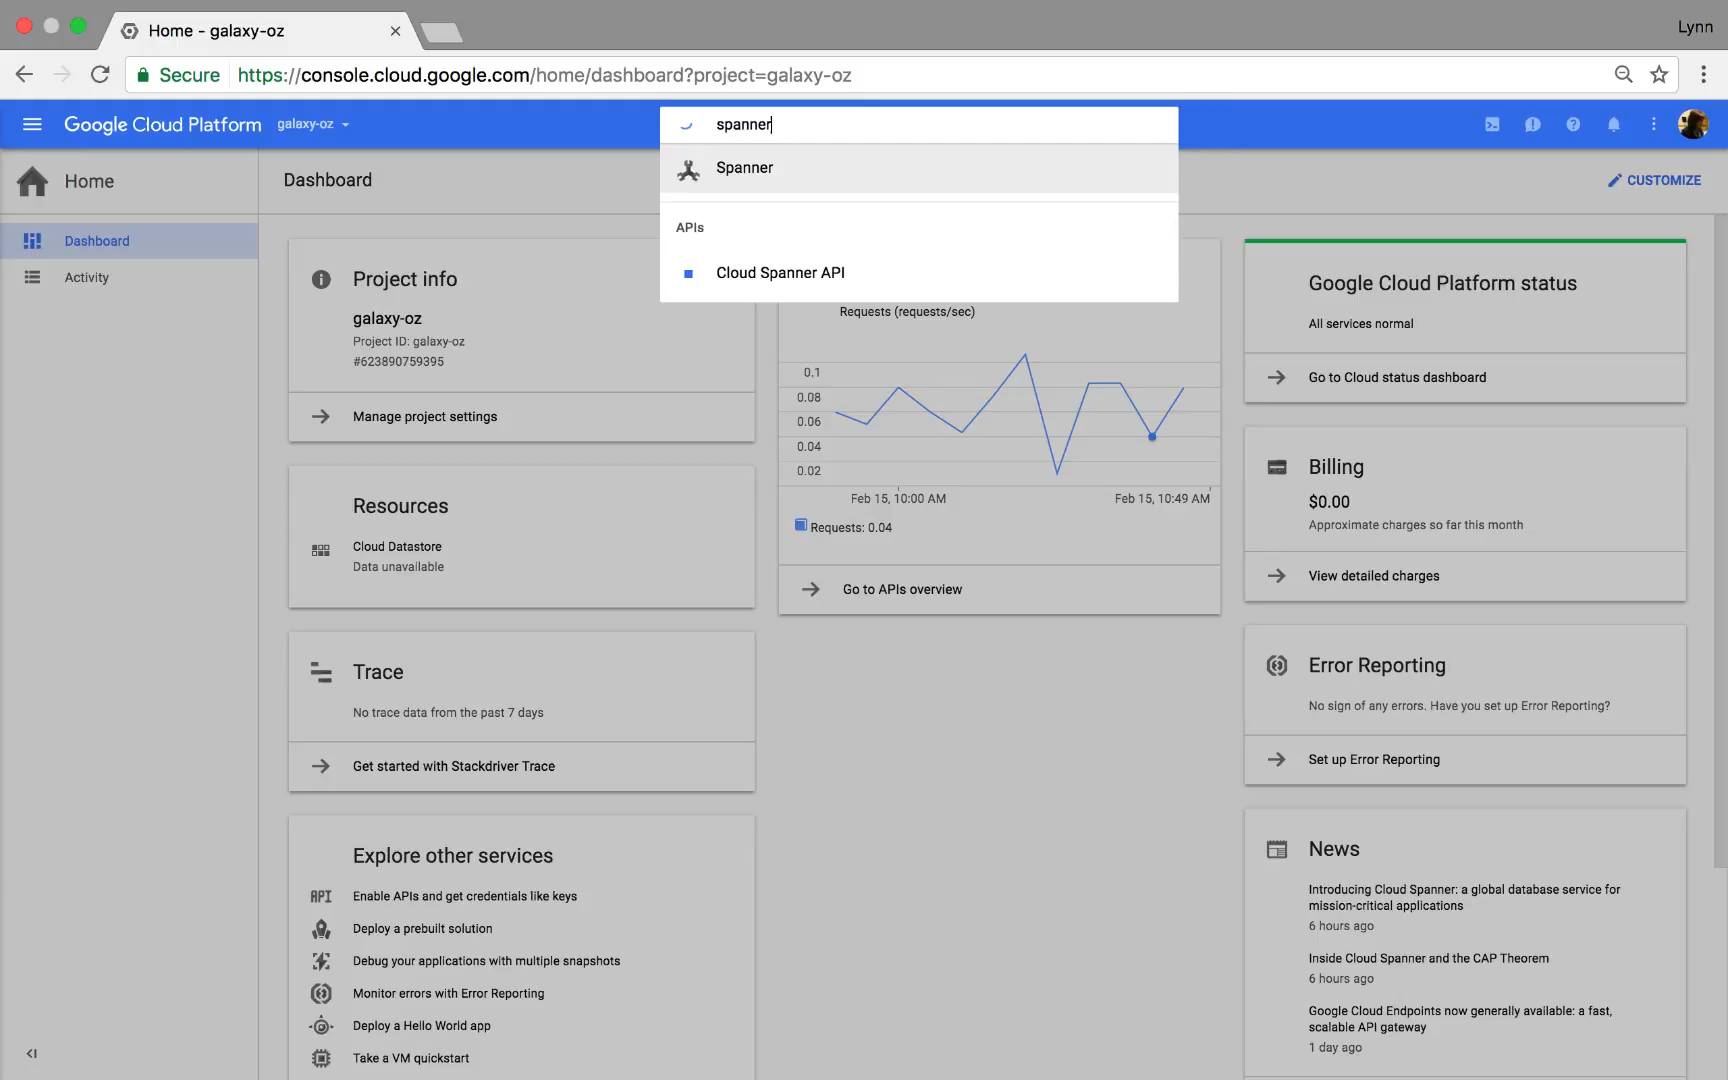 Home - galaxy-oz
Lynn
Secure
https://console.cloud.google.com/home/dashboard?project=galaxy-oz
Google Cloud Platform
galaxy-oz
spanner
Spanner
APIs
Cloud Spanner API
Home
Dashboard
CUSTOMIZE
Dashboard
Activity
Project info
galaxy-oz
Project ID: galaxy-oz
#623890759395
Manage project settings
Resources
Cloud Datastore
Data unavailable
Trace
No trace data from the past 7 days
Get started with Stackdriver Trace
Explore other services
API
Enable APIs and get credentials like keys
Deploy a prebuilt solution
Debug your applications with multiple snapshots
Monitor errors with Error Reporting
Deploy a Hello World app
Take a VM quickstart
Requests (requests/sec)
0.1
0.08
0.06
0.04
0.02
Feb 15, 10:00 AM
Feb 15, 10:49 AM
Requests: 0.04
Go to APIs overview
Google Cloud Platform status
All services normal
Go to Cloud status dashboard
Billing
$0.00
Approximate charges so far this month
View detailed charges
Error Reporting
No sign of any errors. Have you set up Error Reporting?
Set up Error Reporting
News
Introducing Cloud Spanner: a global database service for
mission-critical applications
6 hours ago
Inside Cloud Spanner and the CAP Theorem
6 hours ago
Google Cloud Endpoints now generally available: a fast,
scalable API gateway
1 day ago